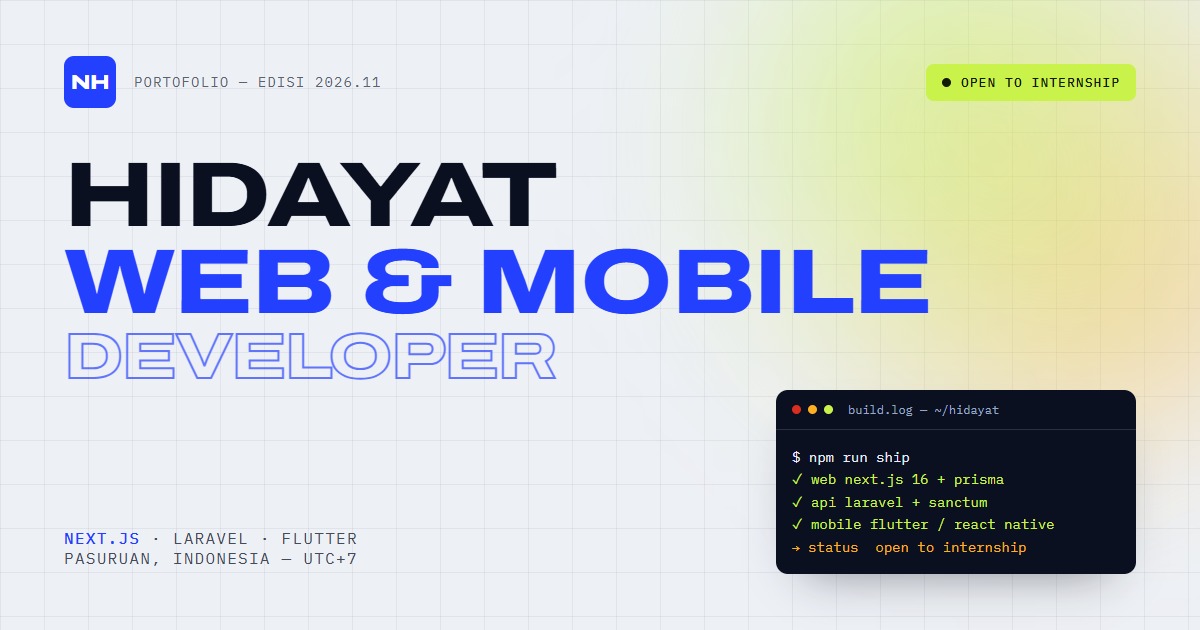 NH
PORTOFOLIO — EDISI 2026.11
● OPEN TO INTERNSHIP
HIDAYAT
WEB & MOBILE
DEVELOPER
build.log — ~/hidayat
$ npm run ship
✓ web next.js 16 + prisma
✓ api laravel + sanctum
✓ mobile flutter / react native
→ status open to internship
NEXT.JS · LARAVEL · FLUTTER
PASURUAN, INDONESIA — UTC+7